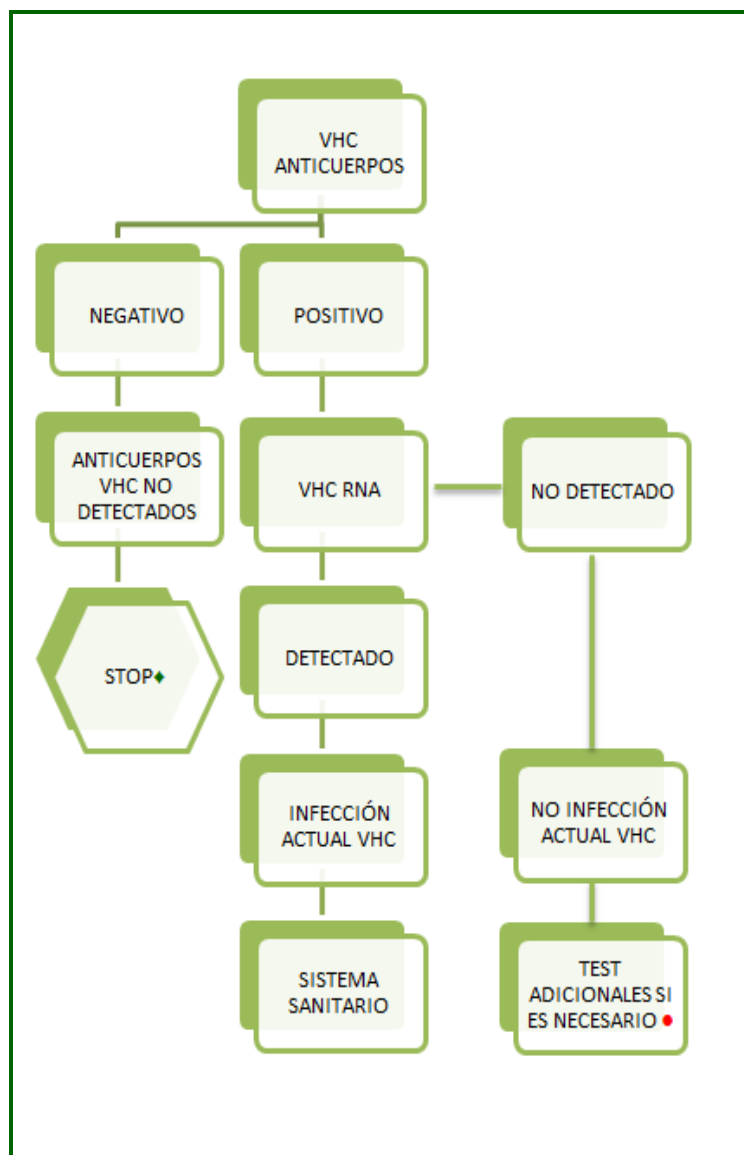 VHC
ANTICUERPOS
NEGATIVO
POSITIVO
ANTICUERPOS
VHC NO
DETECTADOS
VHC RNA
NO DETECTADO
STOP♦
DETECTADO
INFECCIÓN
ACTUAL VHC
NO INFECCIÓN
ACTUAL VHC
SISTEMA
SANITARIO
TEST
ADICIONALES SI
ES NECESARIO ●